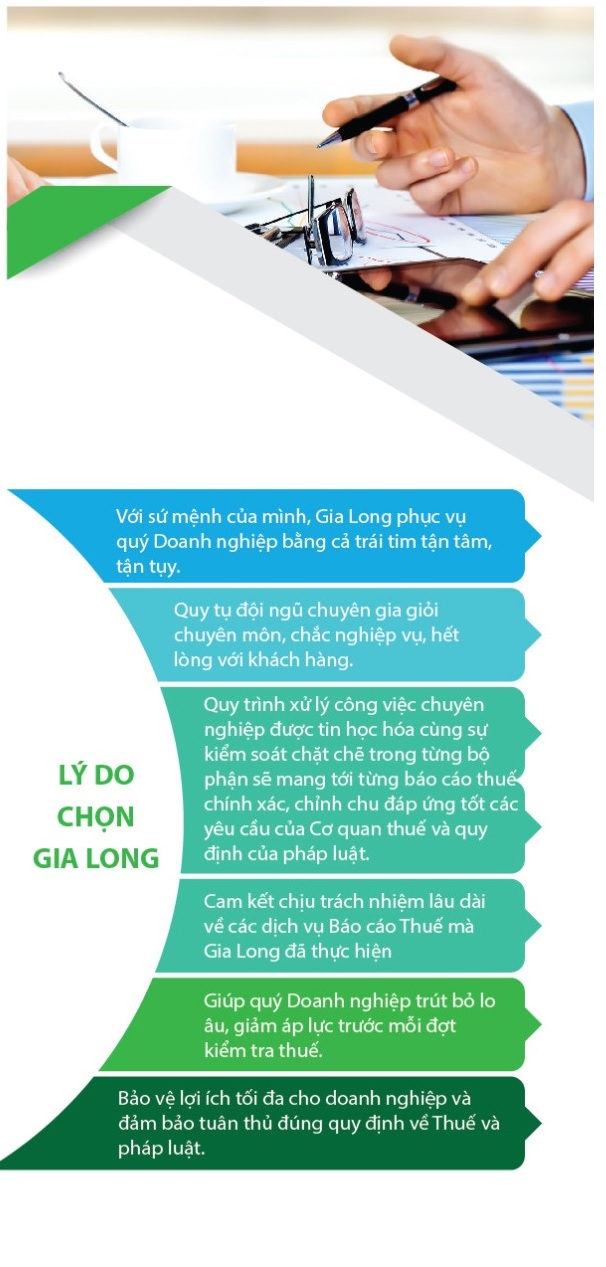 Với sứ mệnh của mình, Gia Long phục vụ
quý Doanh nghiệp bằng cả trái tim tận tâm,
tận tụy.
Quy tụ đội ngũ chuyên gia giỏi
chuyên môn, chắc nghiệp vụ, hết
lòng với khách hàng.
Quy trình xử lý công việc chuyên
nghiệp được tin học hóa cùng sự
kiểm soát chặt chẽ trong từng bộ
phận sẽ mang tới từng báo cáo thuế
chính xác, chỉnh chu đáp ứng tốt các
yêu cầu của Cơ quan thuế và quy
định của pháp luật.
LÝ DO
CHỌN
GIA LONG
Cam kết chịu trách nhiệm lâu dài
về các dịch vụ Báo cáo Thuế mà
Gia Long đã thực hiện
Giúp quý Doanh nghiệp trút bỏ lo
âu, giảm áp lực trước mỗi đợt
kiểm tra thuế.
Bảo vệ lợi ích tối đa cho doanh nghiệp và
đảm bảo tuân thủ đúng quy định về Thuế và
pháp luật.